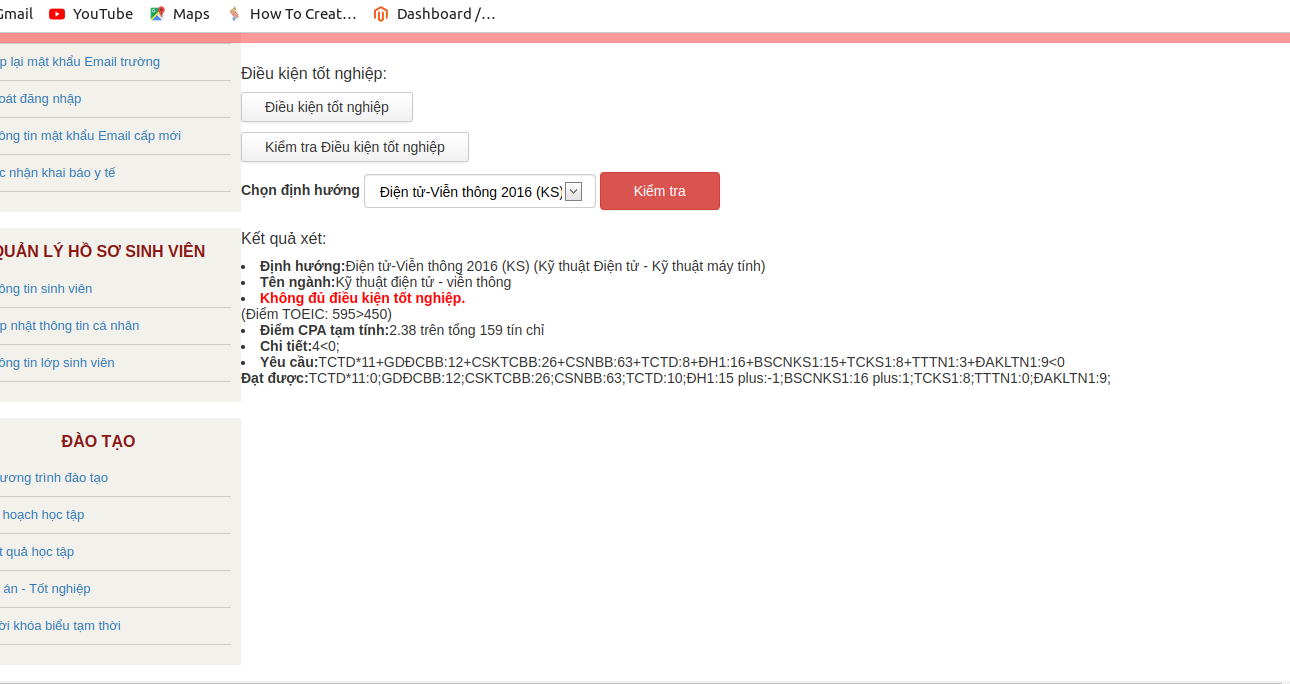 Gmail YouTube Maps How To Creat… Dashboard /…
p lại mật khẩu Email trường
oát đăng nhập
ông tin mật khẩu Email cấp mới
c nhận khai báo y tế
QUẢN LÝ HỒ SƠ SINH VIÊN
ông tin sinh viên
p nhật thông tin cá nhân
ông tin lớp sinh viên
ĐÀO TẠO
ương trình đào tạo
hoạch học tập
t quả học tập
án - Tốt nghiệp
ời khóa biểu tạm thời
Điều kiện tốt nghiệp:
Điều kiện tốt nghiệp
Kiểm tra Điều kiện tốt nghiệp
Chọn định hướng Điện tử-Viễn thông 2016 (KS) Kiểm tra
Kết quả xét:
Định hướng:Điện tử-Viễn thông 2016 (KS) (Kỹ thuật Điện tử - Kỹ thuật máy tính)
Tên ngành:Kỹ thuật điện tử - viễn thông
Không đủ điều kiện tốt nghiệp.
(Điểm TOEIC: 595>450)
Điểm CPA tạm tính:2.38 trên tổng 159 tín chỉ
Chi tiết:4<0;
Yêu cầu:TCTD*11+GDĐCBB:12+CSKTCBB:26+CSNBB:63+TCTD:8+ĐH1:16+BSCNKS1:15+TCKS1:8+TTTN1:3+ĐAKLTN1:9<0
Đạt được:TCTD*11:0;GDĐCBB:12;CSKTCBB:26;CSNBB:63;TCTD:10;ĐH1:15 plus:-1;BSCNKS1:16 plus:1;TCKS1:8;TTTN1:0;ĐAKLTN1:9;